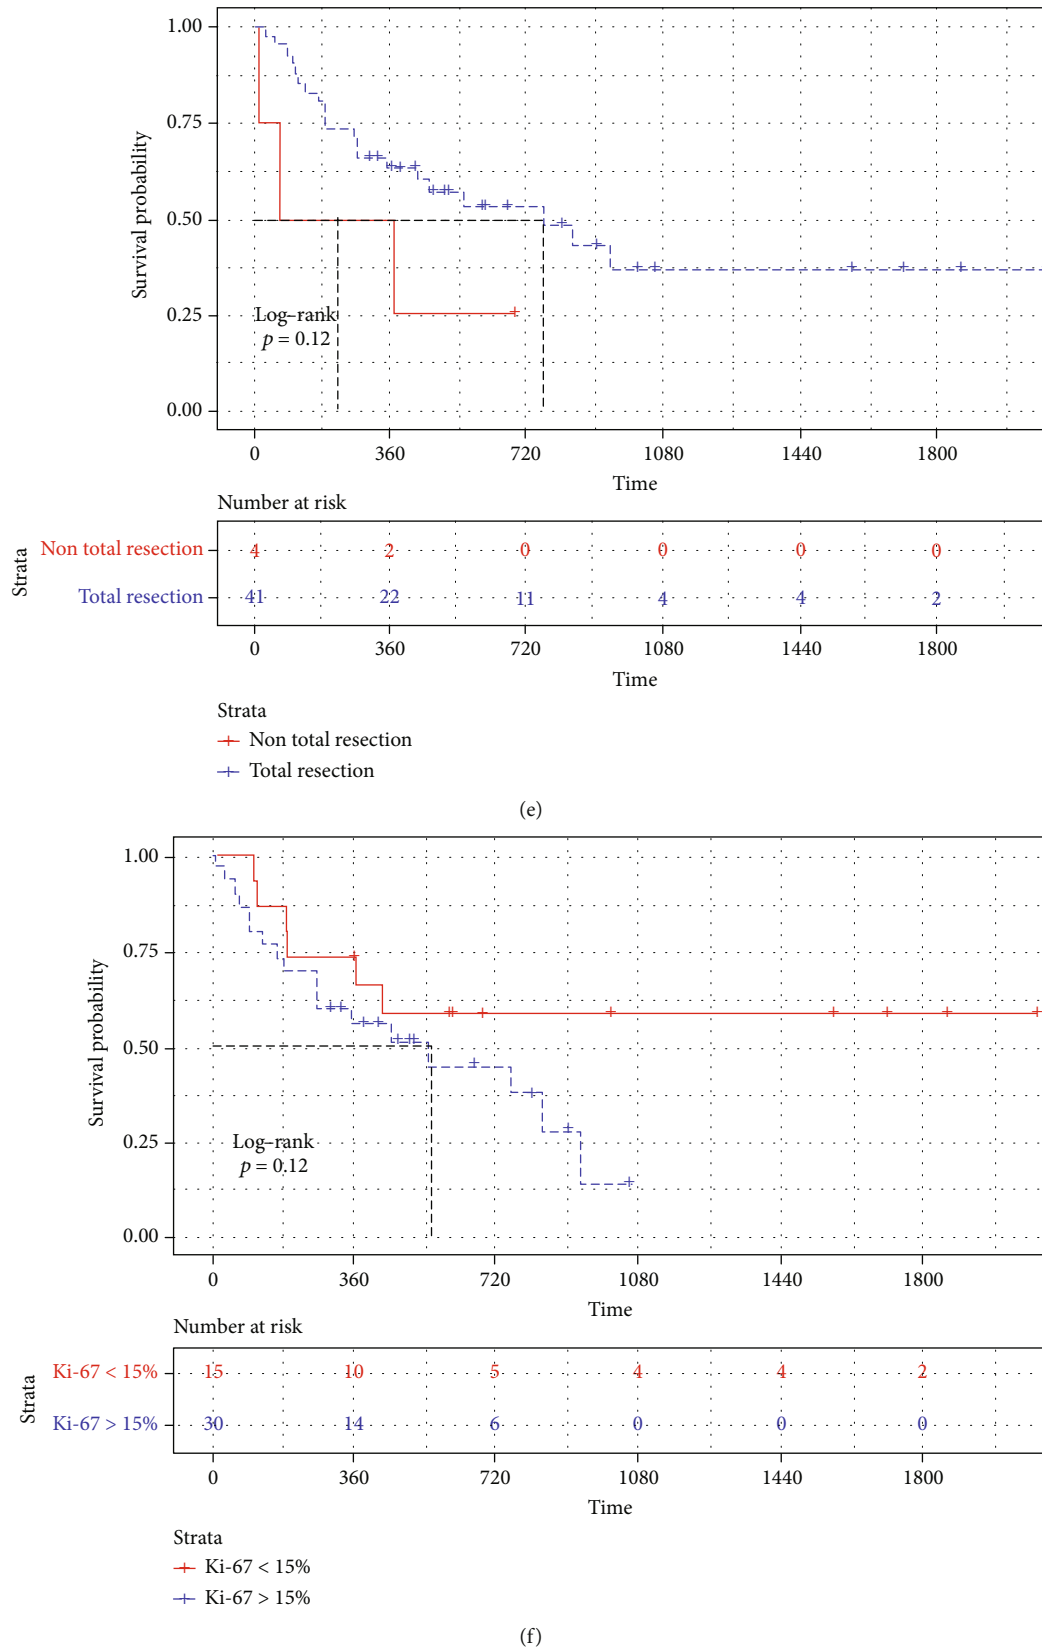 1.00
0.75
0.50
0.25
0.00
Survival probability
Log-rank
p = 0.12
0 360 720 1080 1440 1800
Time
Number at risk
Strata
Non total resection 4 2 0 0 0 0
Total resection 41 22 11 4 4 2
0 360 720 1080 1440 1800
Time
Strata
Non total resection
Total resection
(e)
1.00
0.75
0.50
0.25
0.00
Survival probability
Log-rank
p = 0.12
0 360 720 1080 1440 1800
Time
Number at risk
Strata
Ki-67 < 15% 15 10 5 4 4 2
Ki-67 > 15% 30 14 6 0 0 0
0 360 720 1080 1440 1800
Time
Strata
Ki-67 < 15%
Ki-67 > 15%
(f)